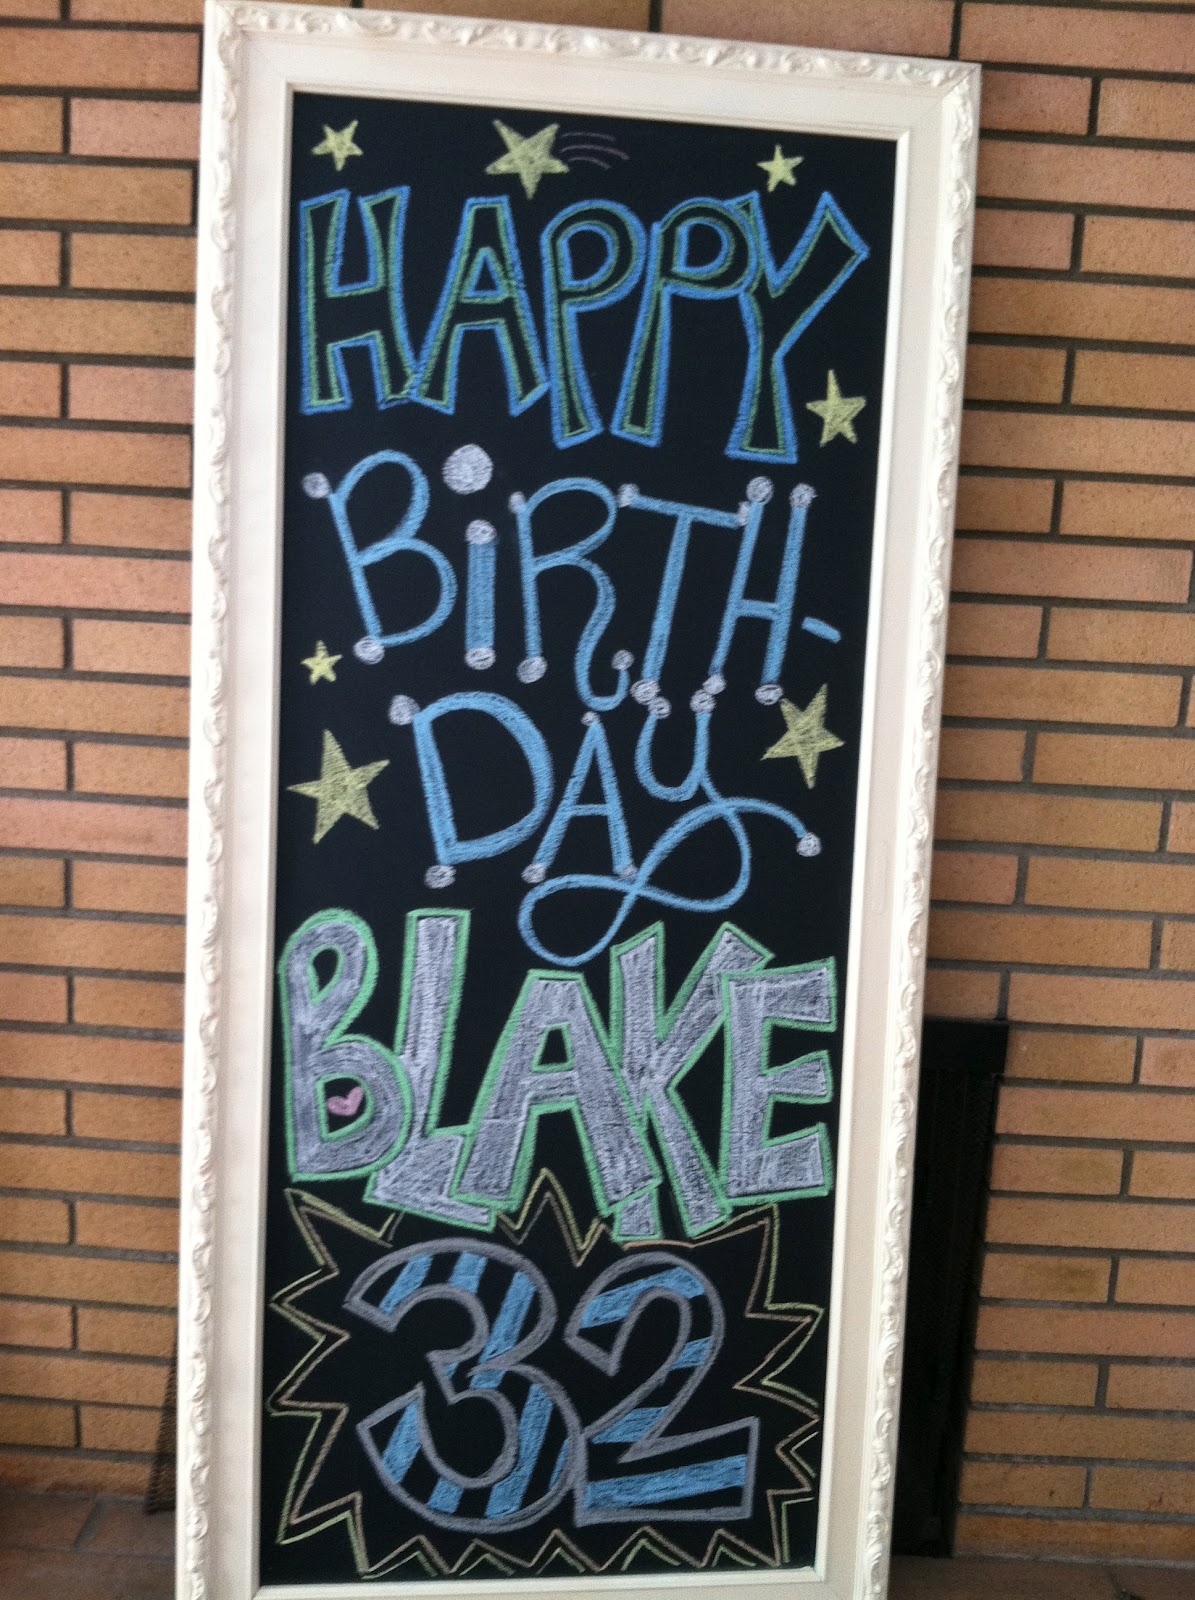 HAPPY
BiRTH-
DAy
BLAKE
32